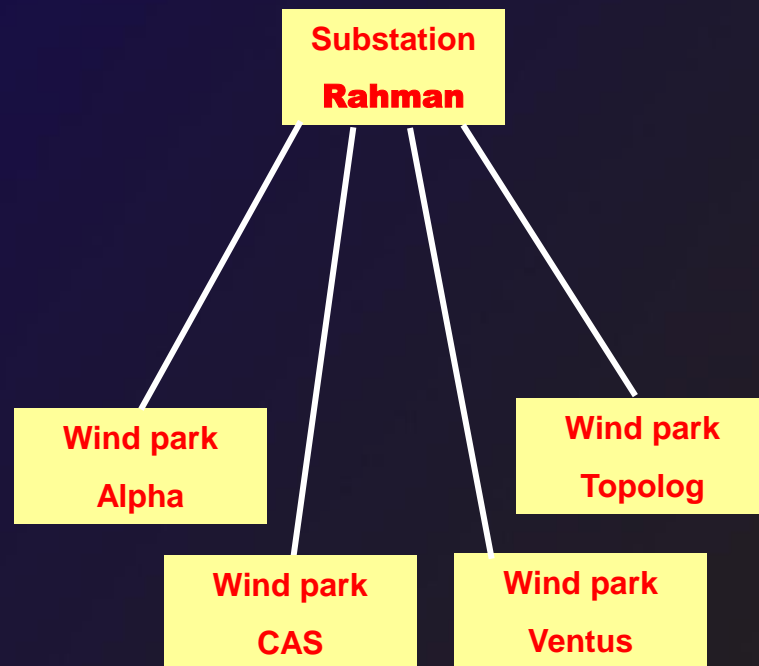 Substation
Rahman
Wind park
Alpha
Wind park
Topolog
Wind park
CAS
Wind park
Ventus